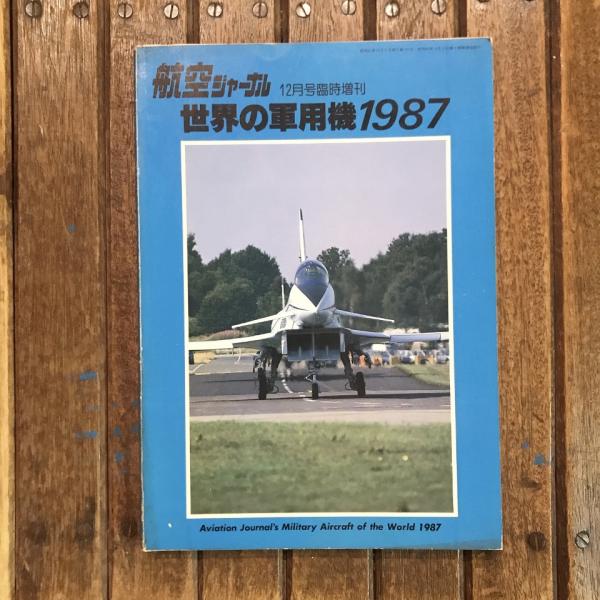 航空ジャーナル 12月号臨時増刊
世界の軍用機1987
Aviation Journal's Military Aircraft of the World 1987